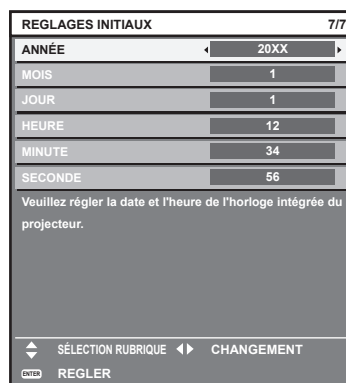 REGLAGES INITIAUX 7/7
ANNÉE 20XX
MOIS 1
JOUR 1
HEURE 12
MINUTE 34
SECONDE 56
Veuillez régler la date et l'heure de l'horloge intégrée du
projecteur.
SÉLECTION RUBRIQUE CHANGEMENT
ENTER REGLER